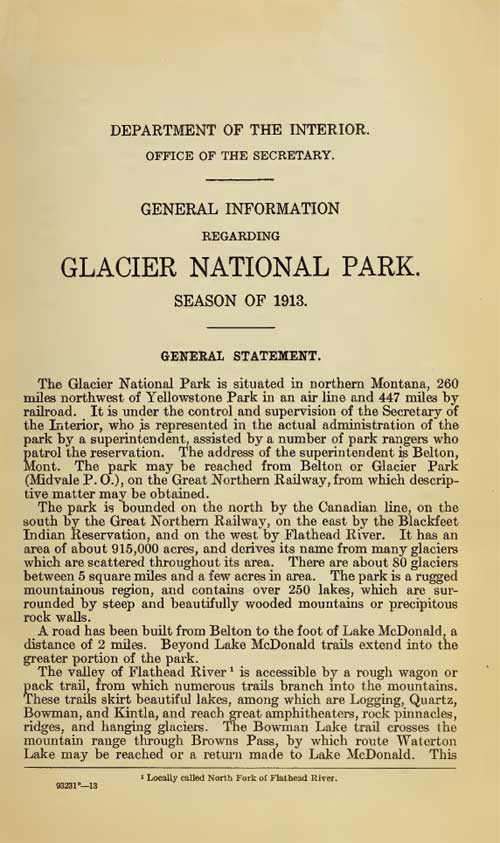 DEPARTMENT OF THE INTERIOR.
OFFICE OF THE SECRETARY.
GENERAL INFORMATION
REGARDING
GLACIER NATIONAL PARK.
SEASON OF 1913.
GENERAL STATEMENT.
The Glacier National Park is situated in northern Montana, 260
miles northwest of Yellowstone Park in an air line and 447 miles by
railroad. It is under the control and supervision of the Secretary of
the Interior, who is represented in the actual administration of the
park by a superintendent, assisted by a number of park rangers who
patrol the reservation. The address of the superintendent is Belton,
Mont. The park may be reached from Belton or Glacier Park
(Midvale P. O.), on the Great Northern Railway, from which descrip-
tive matter may be obtained.
The park is bounded on the north by the Canadian line, on the
south by the Great Northern Railway, on the east by the Blackfeet
Indian Reservation, and on the west by Flathead River. It has an
area of about 915,000 acres, and derives its name from many glaciers
which are scattered throughout its area. There are about 80 glaciers
between 5 square miles and a few acres in area. The park is a rugged
mountainous region, and contains over 250 lakes, which are sur-
rounded by steep and beautifully wooded mountains or precipitous
rock walls.
A road has been built from Belton to the foot of Lake McDonald, a
distance of 2 miles. Beyond Lake McDonald trails extend into the
greater portion of the park.
The valley of Flathead River ¹ is accessible by a rough wagon or
pack trail, from which numerous trails branch into the mountains.
These trails skirt beautiful lakes, among which are Logging, Quartz,
Bowman, and Kintla, and reach great amphitheaters, rock pinnacles,
ridges, and hanging glaciers. The Bowman Lake trail crosses the
mountain range through Browns Pass, by which route Waterton
Lake may be reached or a return made to Lake McDonald. This
¹ Locally called North Fork of Flathead River.
93231°—13